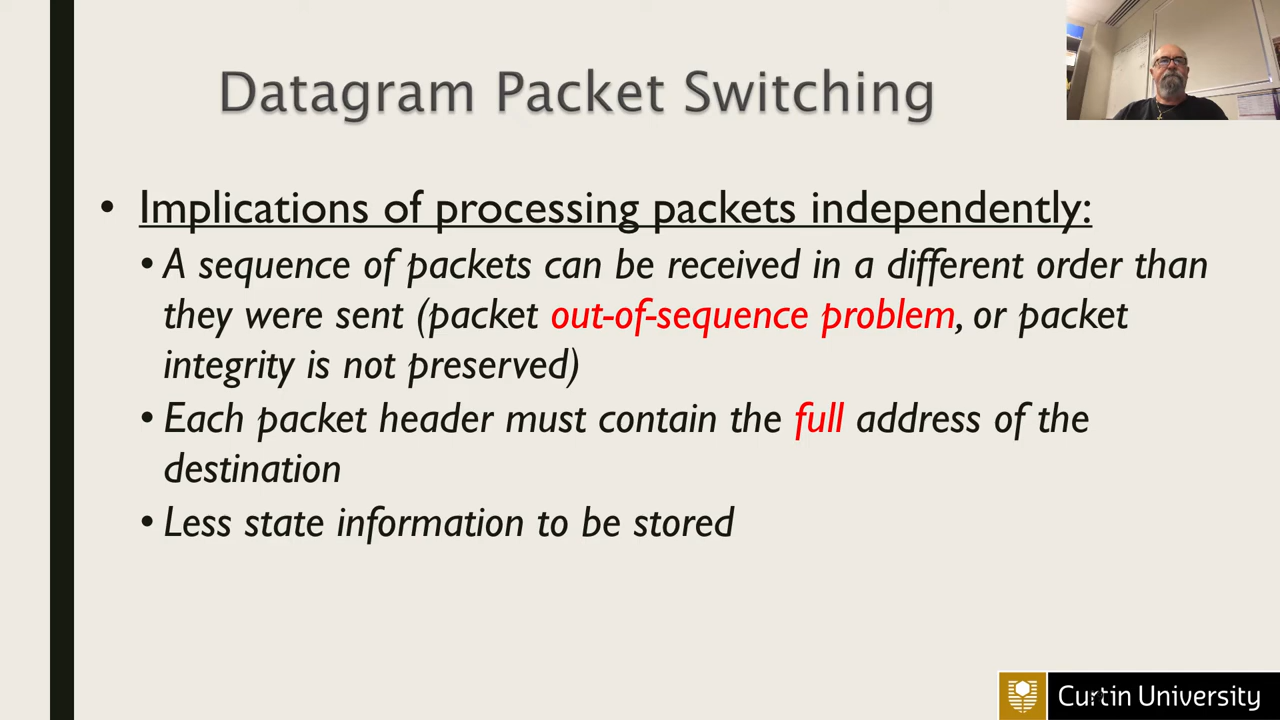 Datagram Packet Switching
• Implications of processing packets independently:
• A sequence of packets can be received in a different order than
they were sent (packet out-of-sequence problem, or packet
integrity is not preserved)
• Each packet header must contain the full address of the
destination
• Less state information to be stored
Curtin University